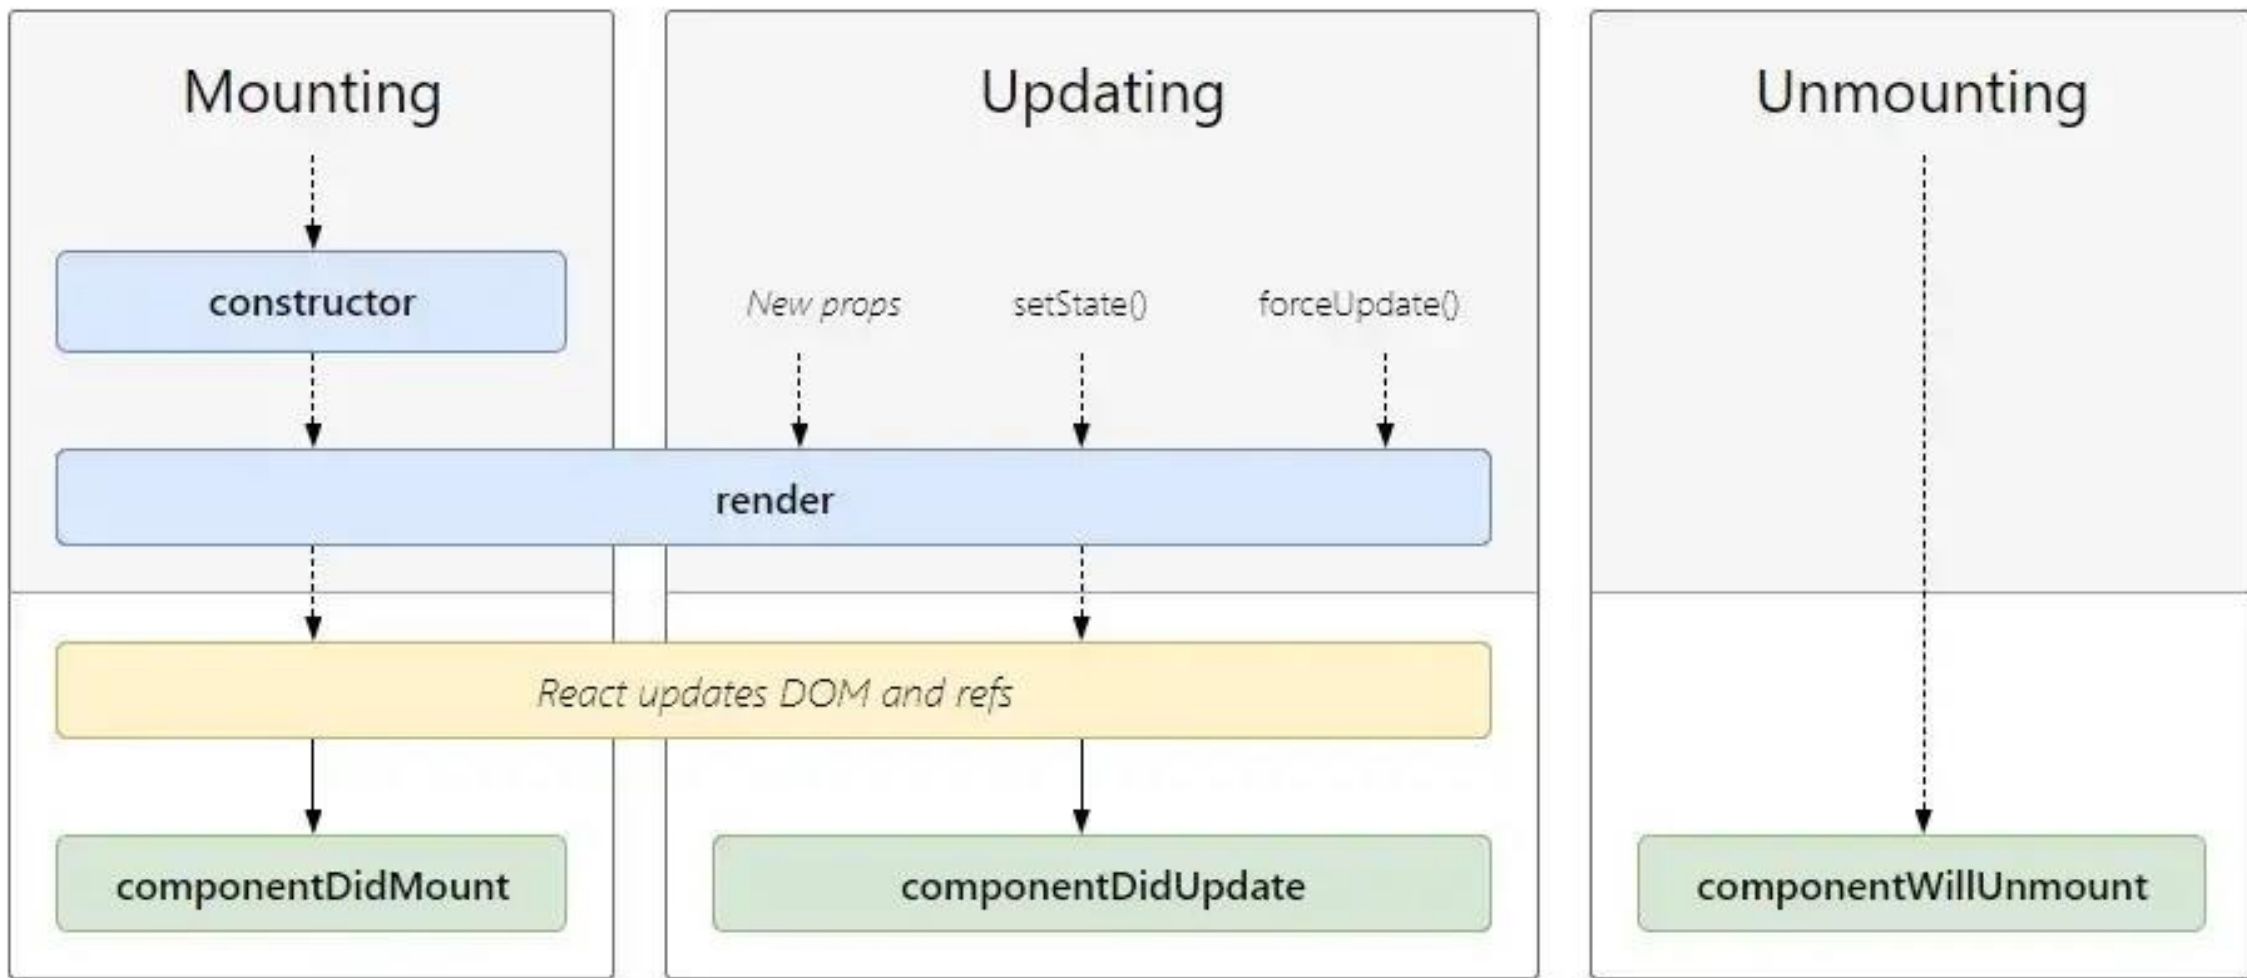 Mounting
Updating
Unmounting
constructor
New props
setState()
forceUpdate()
render
React updates DOM and refs
componentDidMount
componentDidUpdate
componentWillUnmount